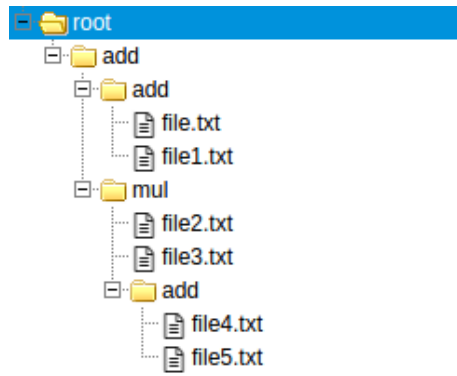 root
add
add
file.txt
file1.txt
mul
file2.txt
file3.txt
add
file4.txt
file5.txt